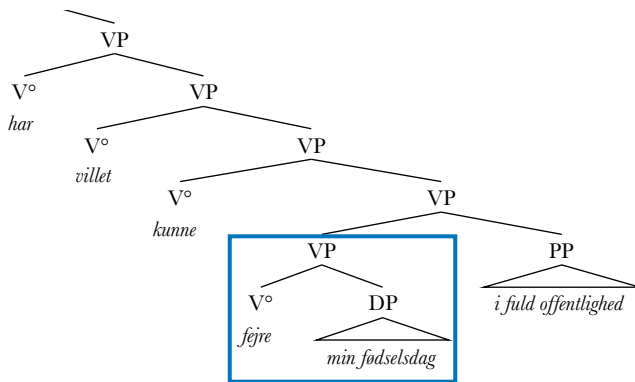 VP
V° VP
har
V° VP
villet
V° VP
kunne
VP PP
V° DP i fuld offentlighed
fejre
min fødselsdag